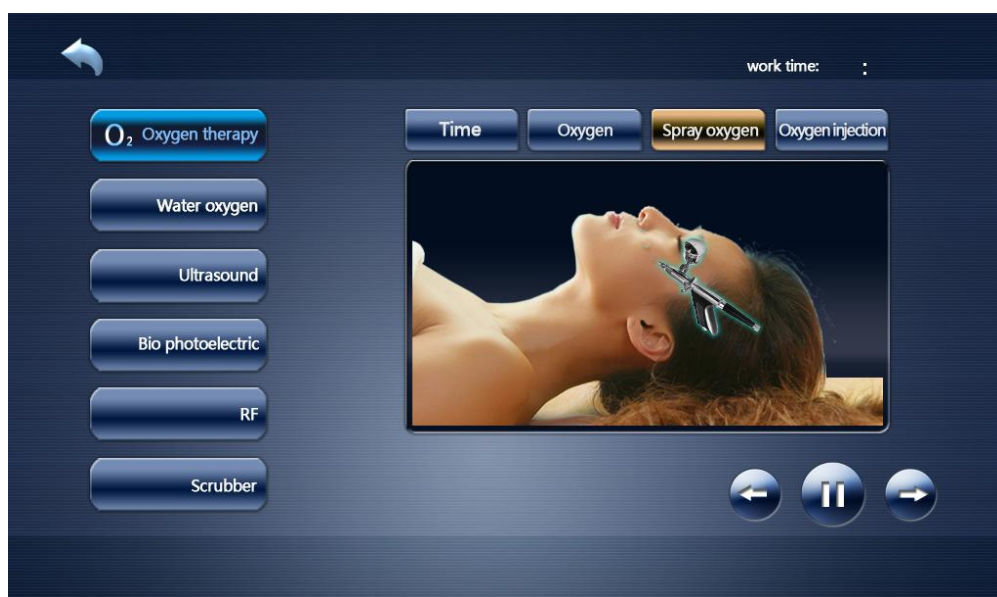 work time: :
O2 Oxygen therapy
Time
Oxygen
Spray oxygen
Oxygen injection
Water oxygen
Ultrasound
Bio photoelectric
RF
Scrubber